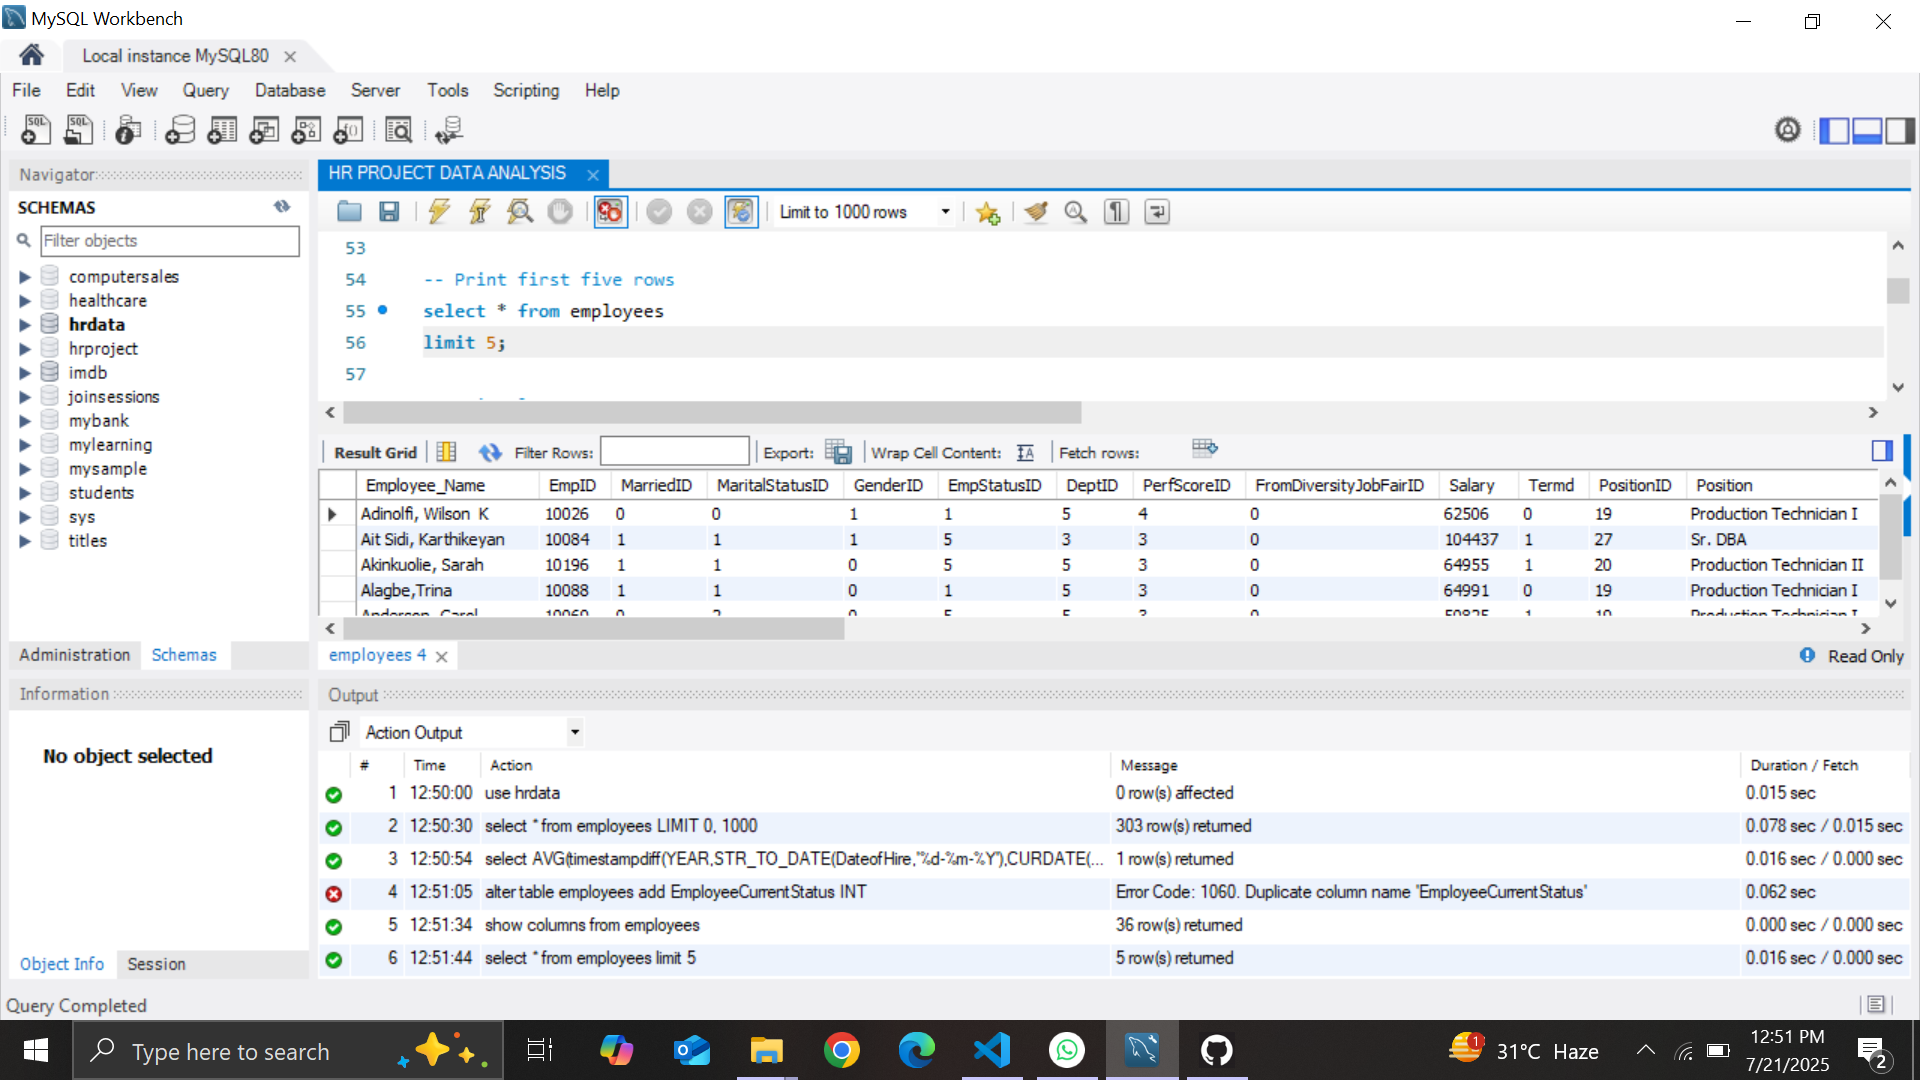 MySQL Workbench
Local instance MySQL80
File Edit View Query Database Server Tools Scripting Help
Navigator
SCHEMAS
Filter objects
computersales
healthcare
hrdata
hrproject
imdb
joinsessions
mybank
mylearning
mysample
students
sys
titles
Administration Schemas
Information
No object selected
Object Info Session
HR PROJECT DATA ANALYSIS
Limit to 1000 rows
53
54 -- Print first five rows
55 select * from employees
56 limit 5;
57
Result Grid Filter Rows: Export: Wrap Cell Content: Fetch rows:
Employee_Name EmpID MarriedID MaritalStatusID GenderID EmpStatusID DeptID PerfScoreID FromDiversityJobFairID Salary Termd PositionID Position
Adinolfi, Wilson K 10026 0 0 1 1 5 4 0 62506 0 19 Production Technician I
Ait Sidi, Karthikeyan 10084 1 1 1 5 3 3 0 104437 1 27 Sr. DBA
Akinkuolie, Sarah 10196 1 1 0 5 5 3 0 64955 1 20 Production Technician II
Alagbe,Trina 10088 1 1 0 1 5 3 0 64991 0 19 Production Technician I
employees 4
Read Only
Output
Action Output
# Time Action Message Duration / Fetch
1 12:50:00 use hrdata 0 row(s) affected 0.015 sec
2 12:50:30 select * from employees LIMIT 0, 1000 303 row(s) returned 0.078 sec / 0.015 sec
3 12:50:54 select AVG(timestampdiff(YEAR,STR_TO_DATE(DateofHire,"%d-%m-%Y"),CURDATE(... 1 row(s) returned 0.016 sec / 0.000 sec
4 12:51:05 alter table employees add EmployeeCurrentStatus INT Error Code: 1060. Duplicate column name 'EmployeeCurrentStatus' 0.062 sec
5 12:51:34 show columns from employees 36 row(s) returned 0.000 sec / 0.000 sec
6 12:51:44 select * from employees limit 5 5 row(s) returned 0.016 sec / 0.000 sec
Query Completed
Type here to search
1
31°C Haze
12:51 PM
7/21/2025
2